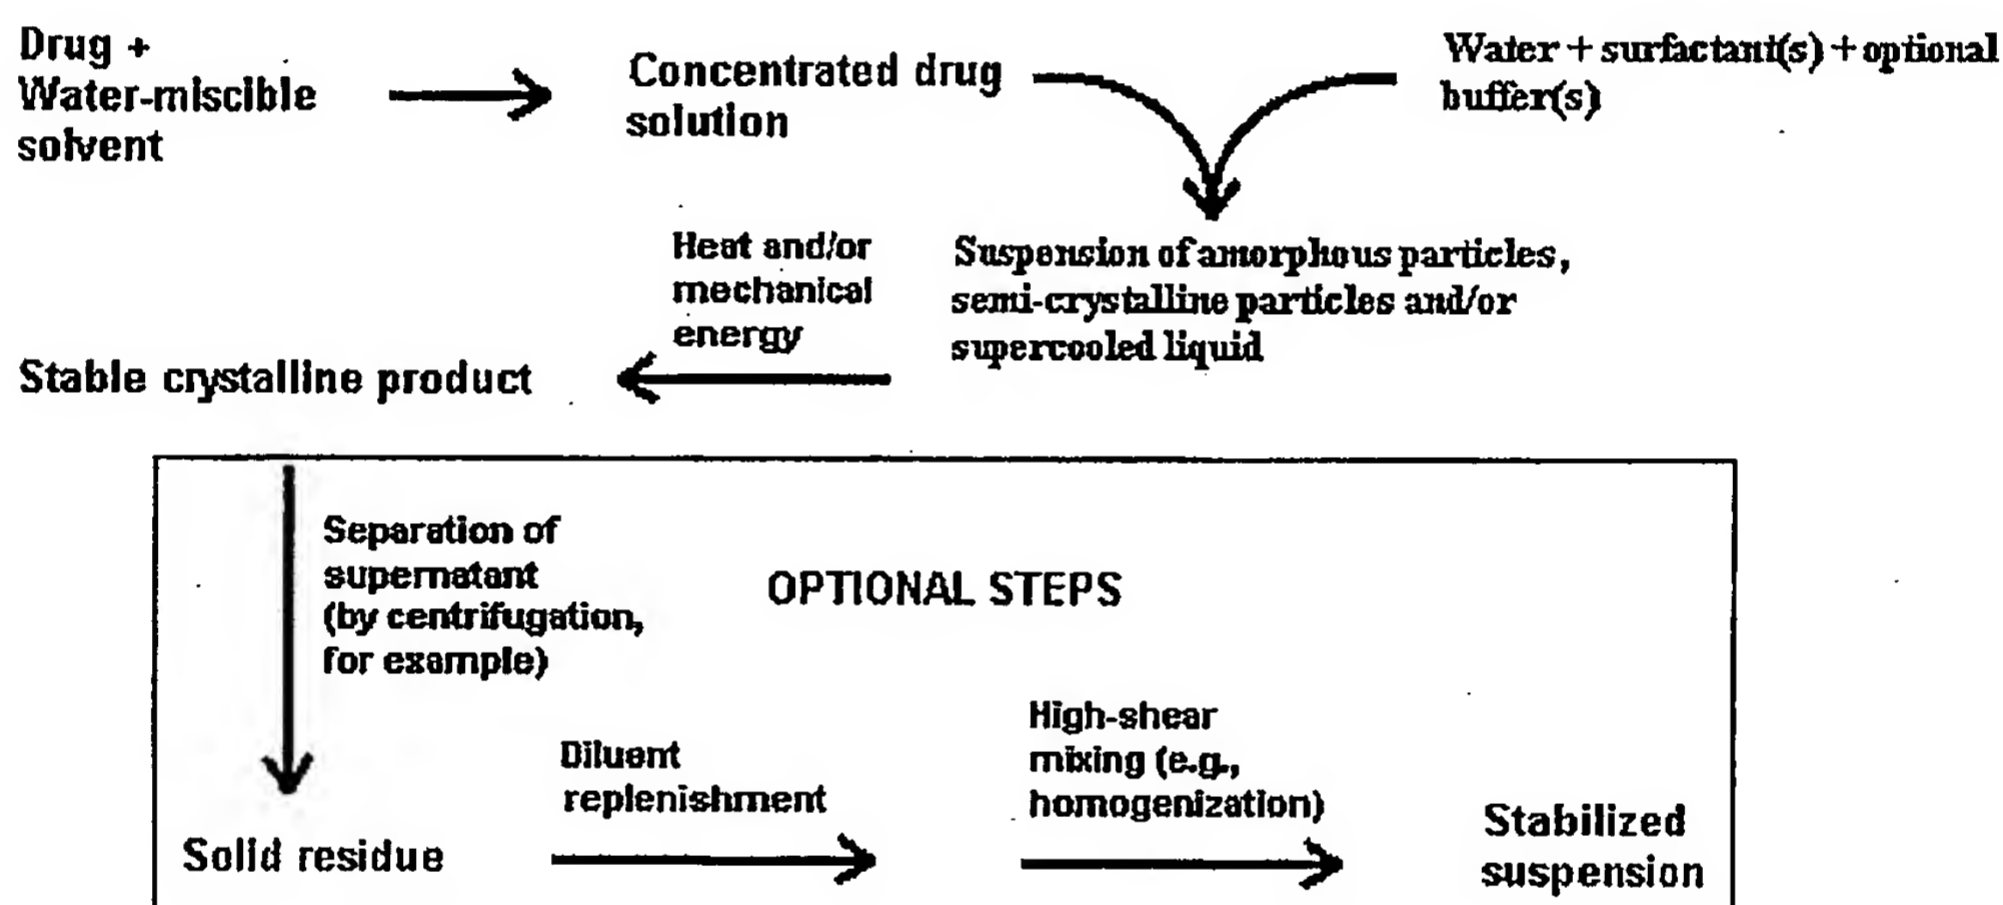 Drug +
Water-miscible
solvent
Concentrated drug
solution
Water + surfactant(s) + optional
buffer(s)
Suspension of amorphous particles,
semi-crystalline particles and/or
supercooled liquid
Heat and/or
mechanical
energy
Stable crystalline product
Separation of
supernatant
(by centrifugation,
for example)
OPTIONAL STEPS
Solid residue
Diluent
replenishment
High-shear
mixing (e.g.,
homogenization)
Stabilized
suspension